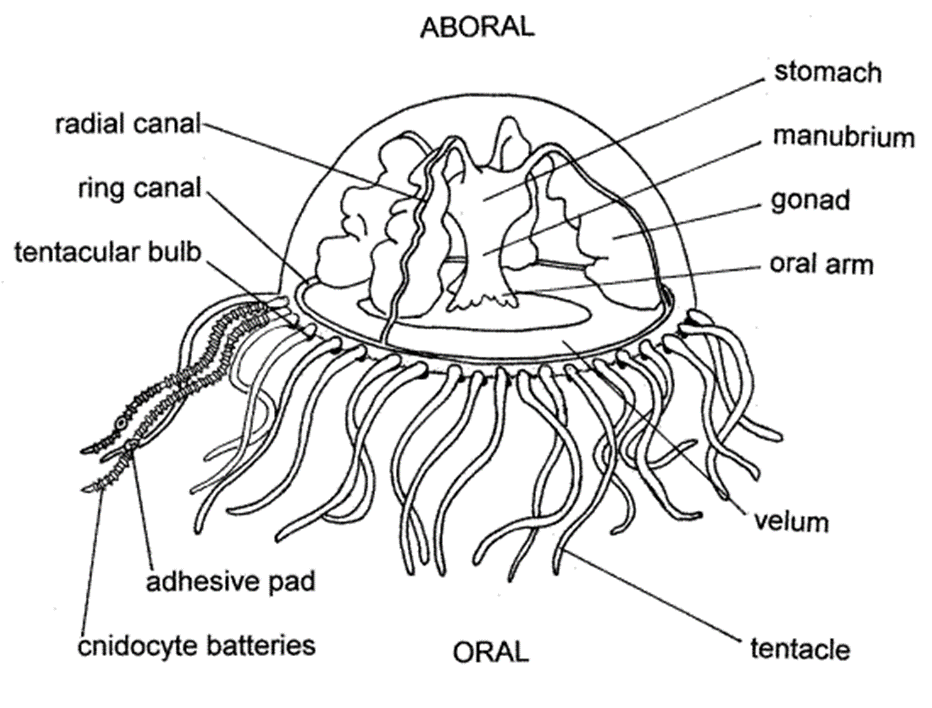 ABORAL
stomach
radial canal
manubrium
ring canal
gonad
tentacular bulb
oral arm
velum
adhesive pad
cnidocyte batteries
ORAL
tentacle